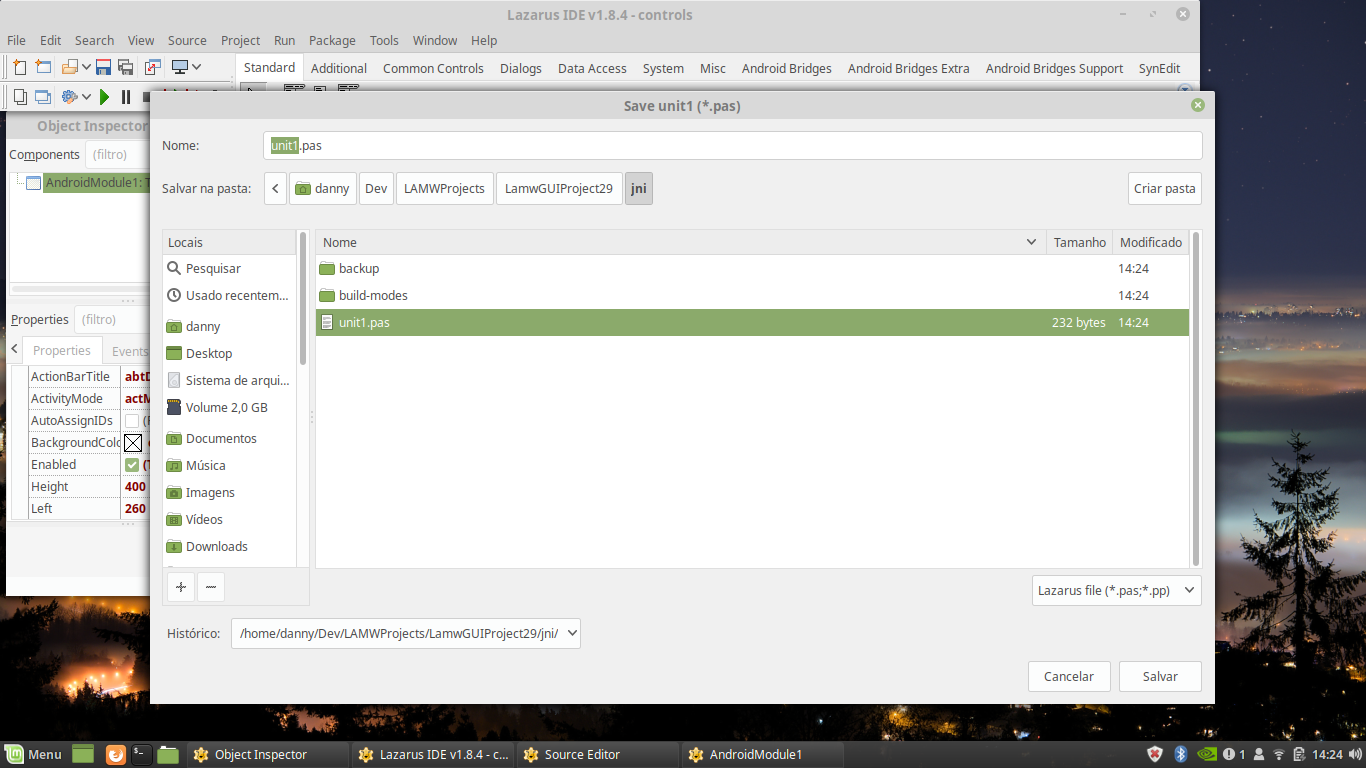 Lazarus IDE v1.8.4 - controls
File Edit Search View Source Project Run Package Tools Window Help
Standard Additional Common Controls Dialogs Data Access System Misc Android Bridges Android Bridges Extra Android Bridges Support SynEdit
Save unit1 (*.pas)
Object Inspector
Nome: unit1.pas
Components (filtro)
AndroidModule1: T
Salvar na pasta: danny Dev LAMWProjects LamwGUIProject29 jni Criar pasta
Locais Nome Tamanho Modificado
Pesquisar backup 14:24
Usado recentem... build-modes 14:24
danny unit1.pas 232 bytes 14:24
Desktop
Sistema de arqui...
Volume 2,0 GB
Documentos
Música
Imagens
Vídeos
Downloads
Properties (filtro)
Properties Events
ActionBarTitle abtD
ActivityMode actM
AutoAssignIDs (F
BackgroundColo
Enabled (T
Height 400
Left 260
Lazarus file (*.pas;*.pp)
Histórico: /home/danny/Dev/LAMWProjects/LamwGUIProject29/jni/
Cancelar Salvar
Menu Object Inspector Lazarus IDE v1.8.4 - c... Source Editor AndroidModule1 1 14:24